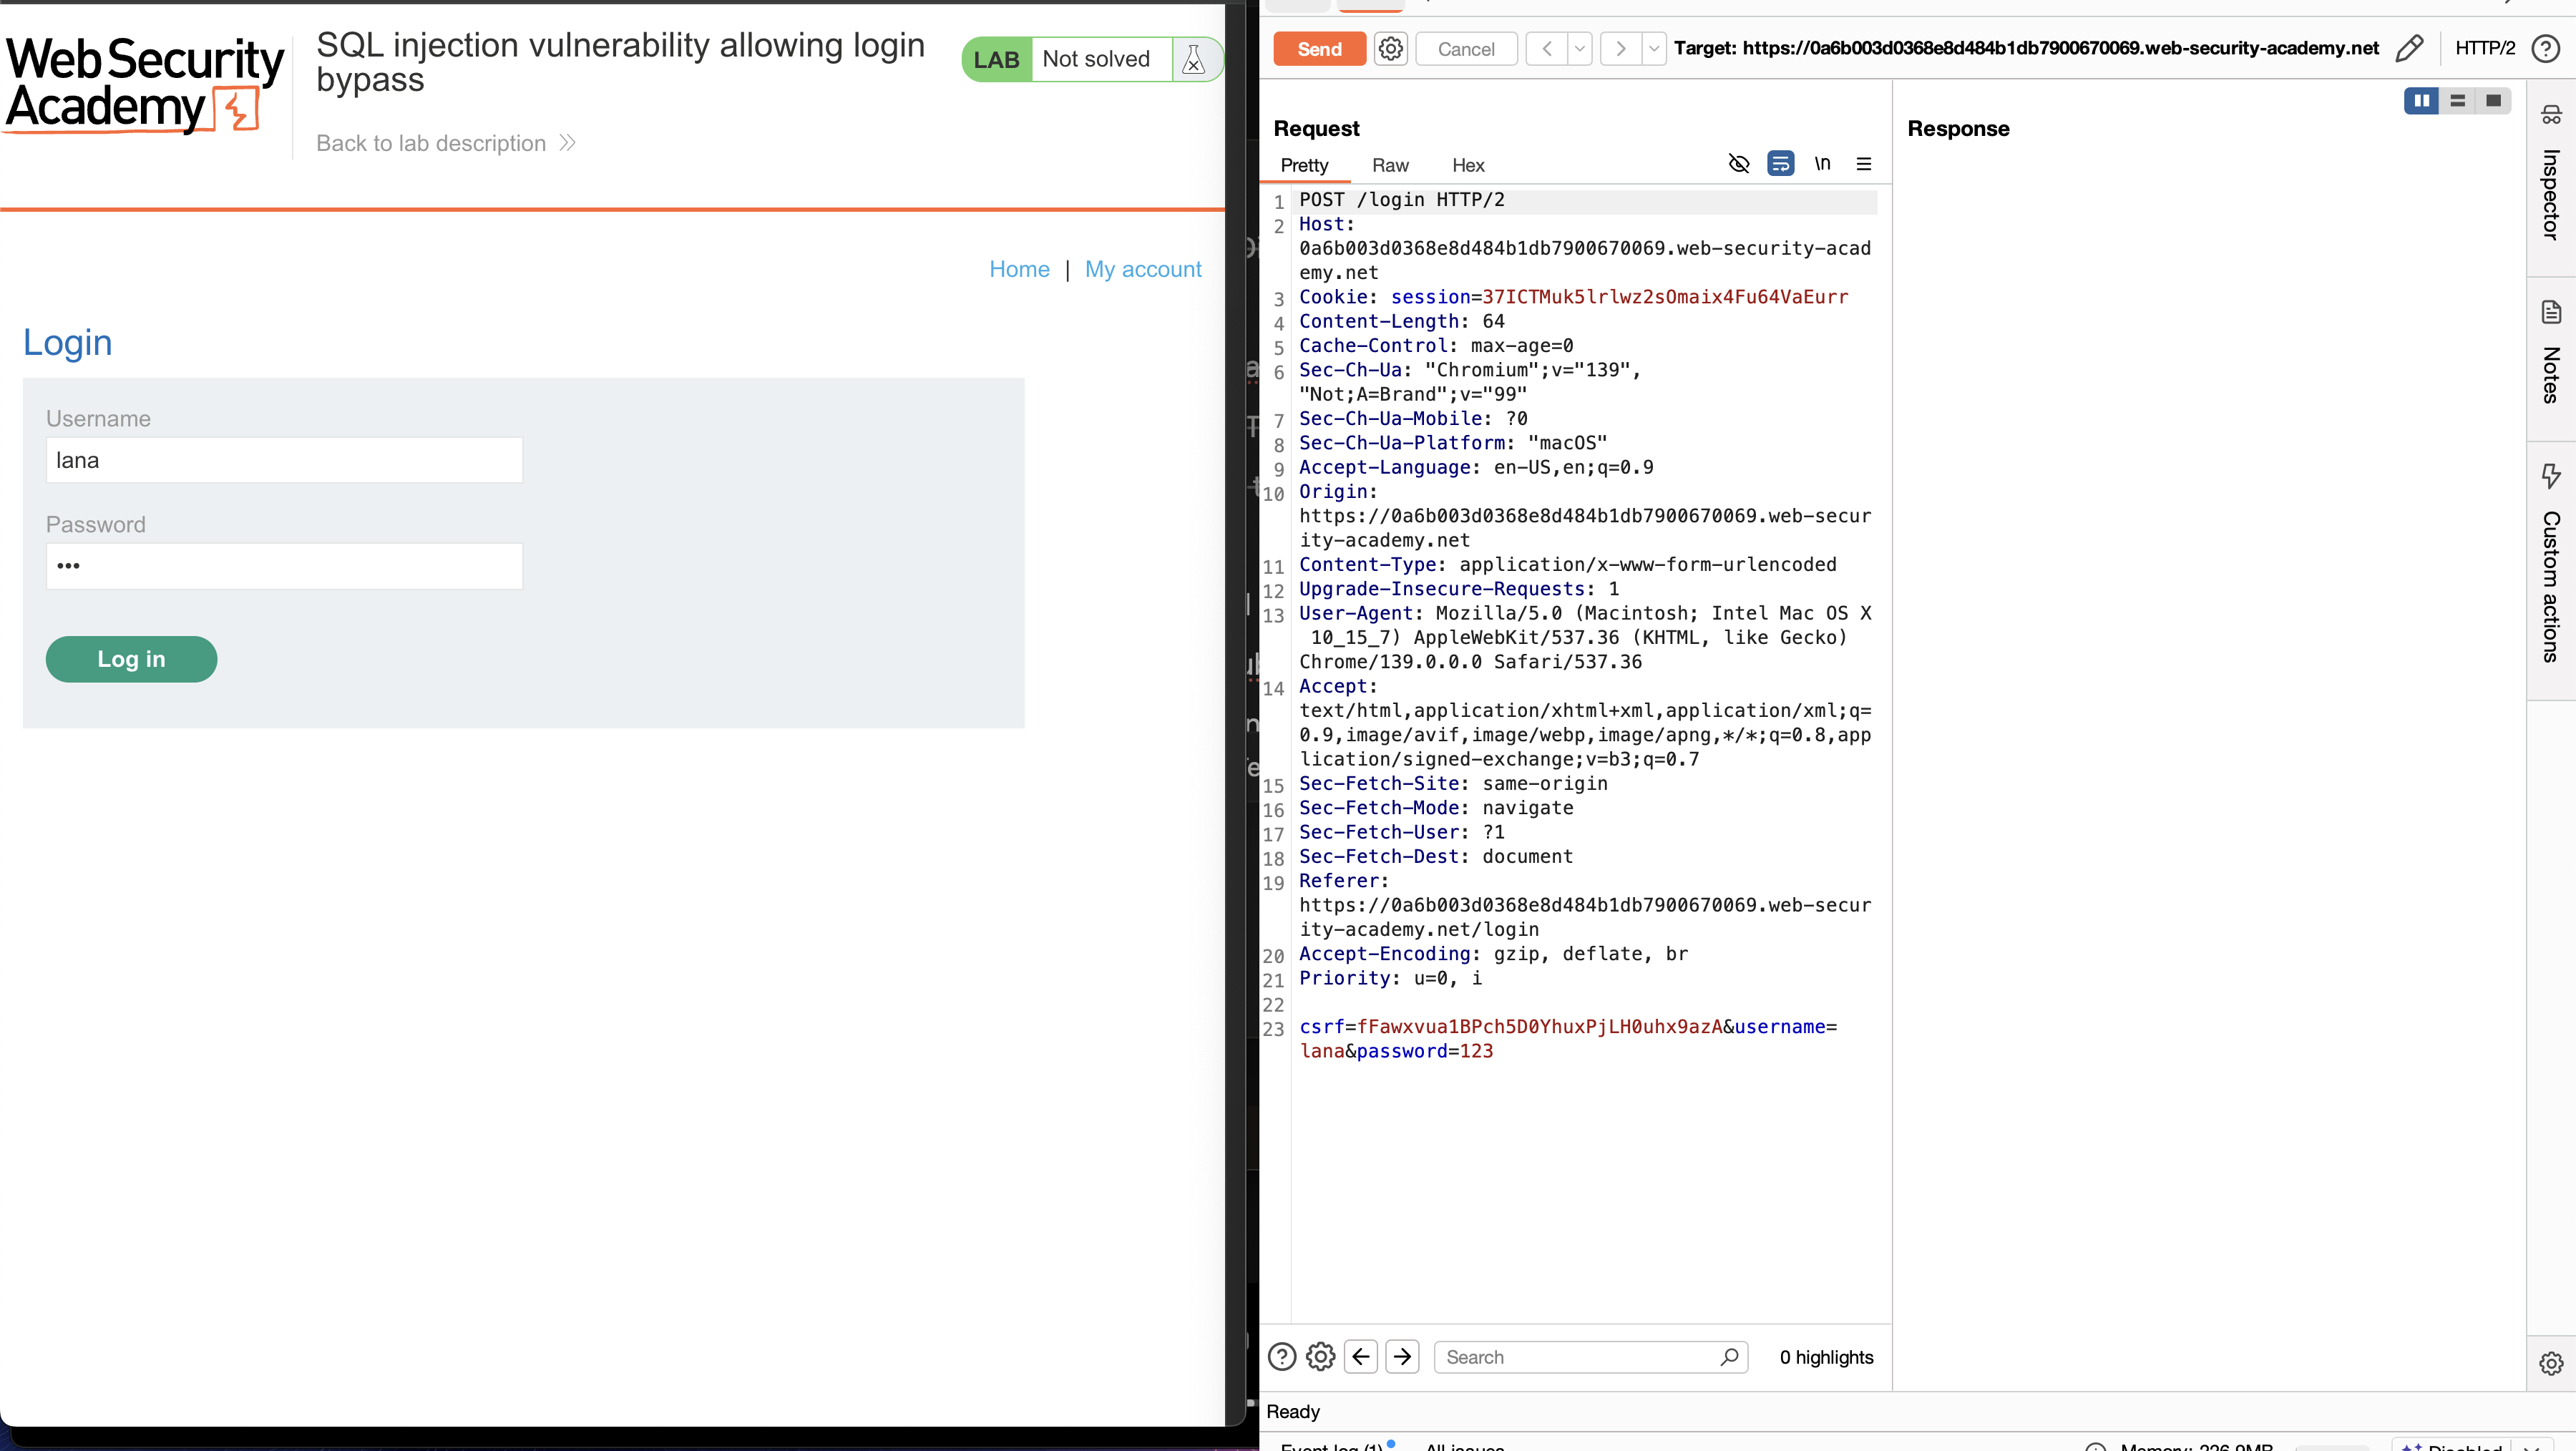 Web Security
Academy
SQL injection vulnerability allowing login
bypass
LAB
Not solved
Back to lab description
Home | My account
Login
Username
lana
Password
•••
Log in
Send
Cancel
Target: https://0a6b003d0368e8d484b1db7900670069.web-security-academy.net
HTTP/2
Request
Pretty
Raw
Hex
\n
1 POST /login HTTP/2
2 Host:
0a6b003d0368e8d484b1db7900670069.web-security-acad
emy.net
3 Cookie: session=37ICTMuk5lrlwz2sOmaix4Fu64VaEurr
4 Content-Length: 64
5 Cache-Control: max-age=0
6 Sec-Ch-Ua: "Chromium";v="139",
"Not;A=Brand";v="99"
7 Sec-Ch-Ua-Mobile: ?0
8 Sec-Ch-Ua-Platform: "macOS"
9 Accept-Language: en-US,en;q=0.9
10 Origin:
https://0a6b003d0368e8d484b1db7900670069.web-secur
ity-academy.net
11 Content-Type: application/x-www-form-urlencoded
12 Upgrade-Insecure-Requests: 1
13 User-Agent: Mozilla/5.0 (Macintosh; Intel Mac OS X
10_15_7) AppleWebKit/537.36 (KHTML, like Gecko)
Chrome/139.0.0.0 Safari/537.36
14 Accept:
text/html,application/xhtml+xml,application/xml;q=
0.9,image/avif,image/webp,image/apng,*/*;q=0.8,app
lication/signed-exchange;v=b3;q=0.7
15 Sec-Fetch-Site: same-origin
16 Sec-Fetch-Mode: navigate
17 Sec-Fetch-User: ?1
18 Sec-Fetch-Dest: document
19 Referer:
https://0a6b003d0368e8d484b1db7900670069.web-secur
ity-academy.net/login
20 Accept-Encoding: gzip, deflate, br
21 Priority: u=0, i
22
23 csrf=fFawxvua1BPch5D0YhuxPjLH0uhx9azA&username=
lana&password=123
Response
Inspector
Notes
Custom actions
Search
0 highlights
Ready
Event log (1)
All issues
Memory: 226.9MB
Disabled